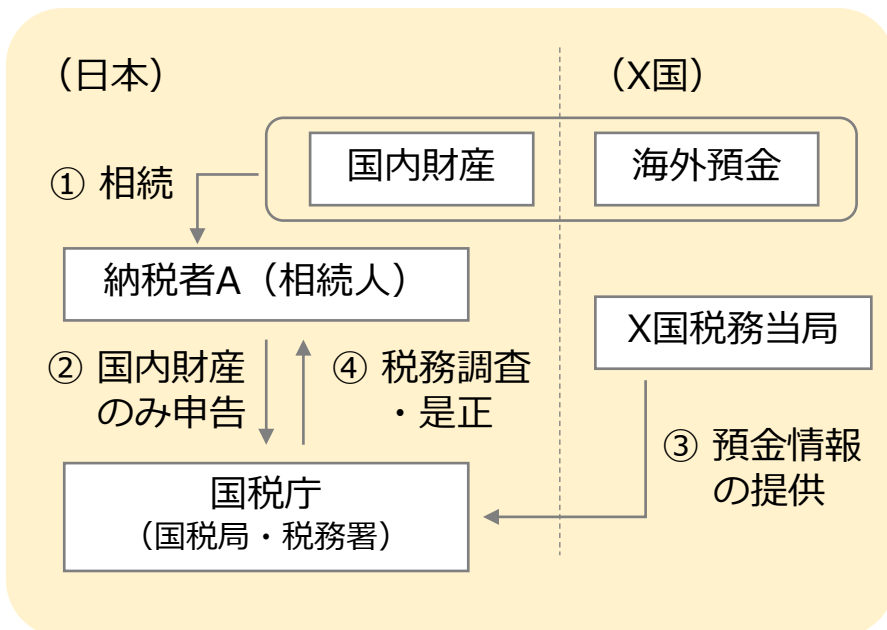 （日本）
（X国）
国内財産
海外預金
① 相続
納税者A（相続人）
X国税務当局
② 国内財産
のみ申告
④ 税務調査
・是正
③ 預金情報
の提供
国税庁
（国税局・税務署）